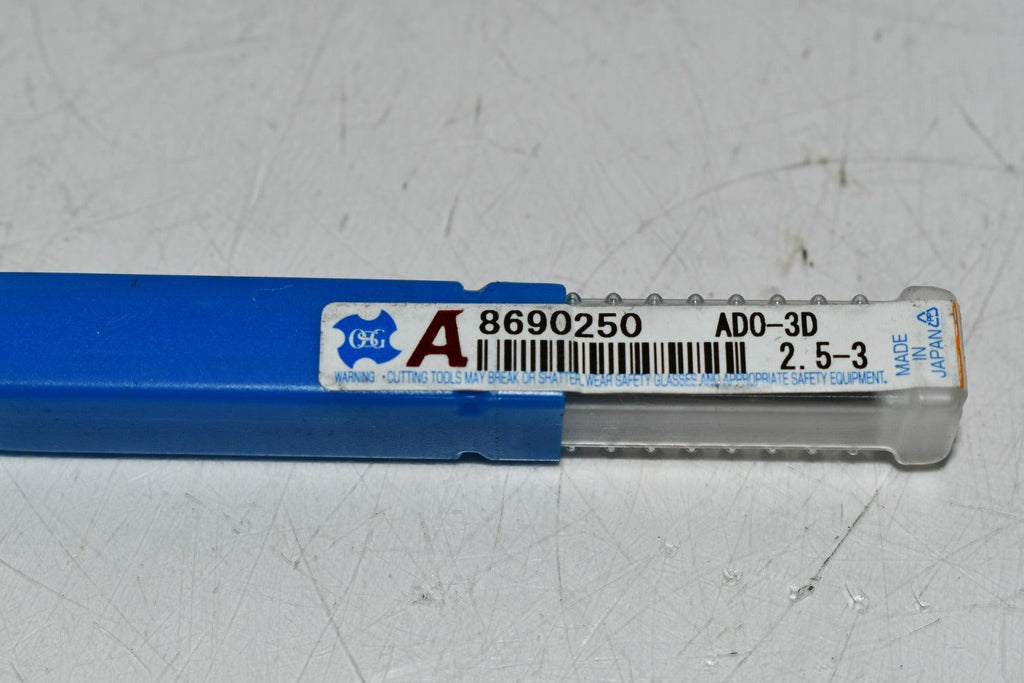 OSG A 8690250 ADO-3D
2.5-3
WARNING • CUTTING TOOLS MAY BREAK OR SHATTER, WEAR SAFETY GLASSES AND APPROPRIATE SAFETY EQUIPMENT.
MADE
IN
JAPAN